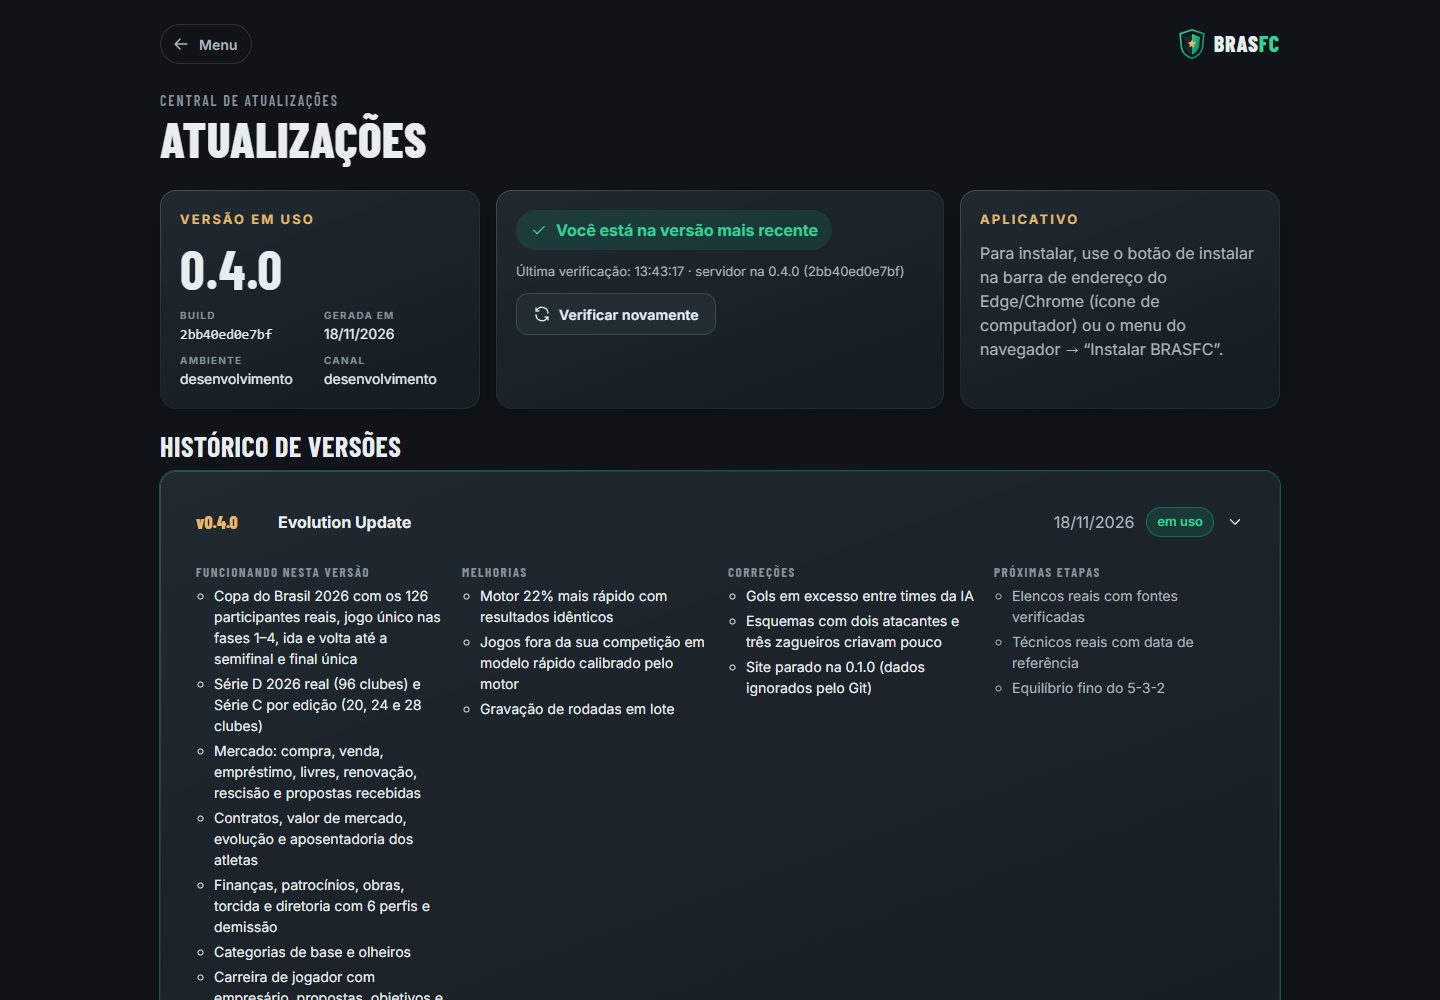 Menu
BRASFC
CENTRAL DE ATUALIZAÇÕES
ATUALIZAÇÕES
VERSÃO EM USO
0.4.0
BUILD
2bb40ed0e7bf
GERADA EM
18/11/2026
AMBIENTE
desenvolvimento
CANAL
desenvolvimento
Você está na versão mais recente
Última verificação: 13:43:17 · servidor na 0.4.0 (2bb40ed0e7bf)
Verificar novamente
APLICATIVO
Para instalar, use o botão de instalar
na barra de endereço do
Edge/Chrome (ícone de
computador) ou o menu do
navegador → “Instalar BRASFC”.
HISTÓRICO DE VERSÕES
v0.4.0 Evolution Update 18/11/2026 em uso
FUNCIONANDO NESTA VERSÃO
Copa do Brasil 2026 com os 126
participantes reais, jogo único nas
fases 1–4, ida e volta até a
semifinal e final única
Série D 2026 real (96 clubes) e
Série C por edição (20, 24 e 28
clubes)
Mercado: compra, venda,
empréstimo, livres, renovação,
rescisão e propostas recebidas
Contratos, valor de mercado,
evolução e aposentadoria dos
atletas
Finanças, patrocínios, obras,
torcida e diretoria com 6 perfis e
demissão
Categorias de base e olheiros
Carreira de jogador com
empresário, propostas, objetivos e
MELHORIAS
Motor 22% mais rápido com
resultados idênticos
Jogos fora da sua competição em
modelo rápido calibrado pelo
motor
Gravação de rodadas em lote
CORREÇÕES
Gols em excesso entre times da IA
Esquemas com dois atacantes e
três zagueiros criavam pouco
Site parado na 0.1.0 (dados
ignorados pelo Git)
PRÓXIMAS ETAPAS
Elencos reais com fontes
verificadas
Técnicos reais com data de
referência
Equilíbrio fino do 5-3-2